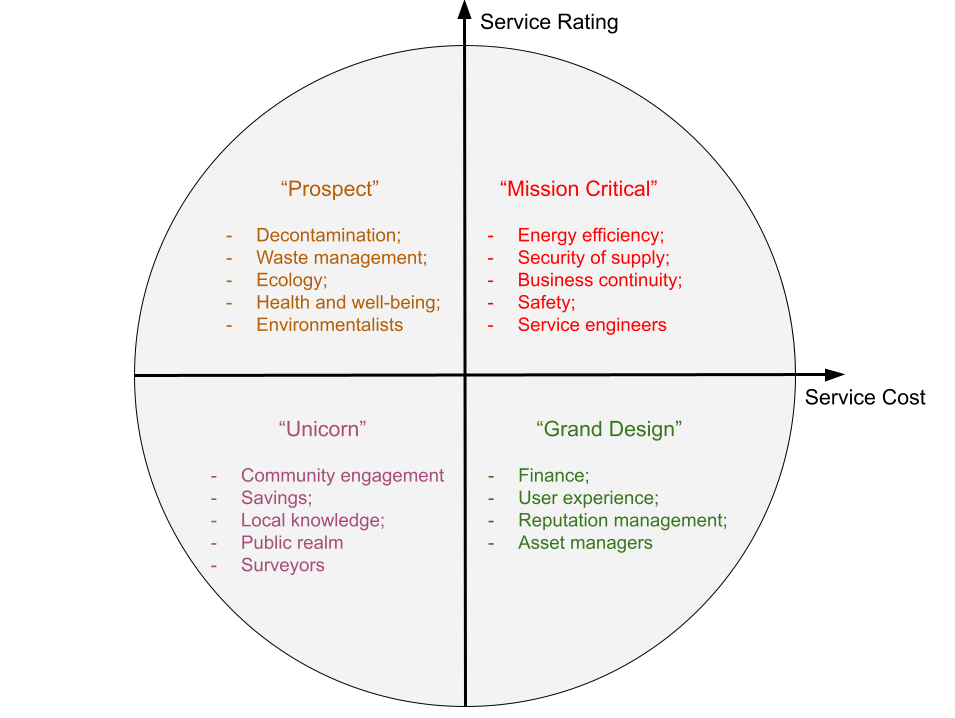 Service Rating
“Prospect”
- Decontamination;
- Waste management;
- Ecology;
- Health and well-being;
- Environmentalists
“Mission Critical”
- Energy efficiency;
- Security of supply;
- Business continuity;
- Safety;
- Service engineers
Service Cost
“Unicorn”
- Community engagement
- Savings;
- Local knowledge;
- Public realm
- Surveyors
“Grand Design”
- Finance;
- User experience;
- Reputation management;
- Asset managers